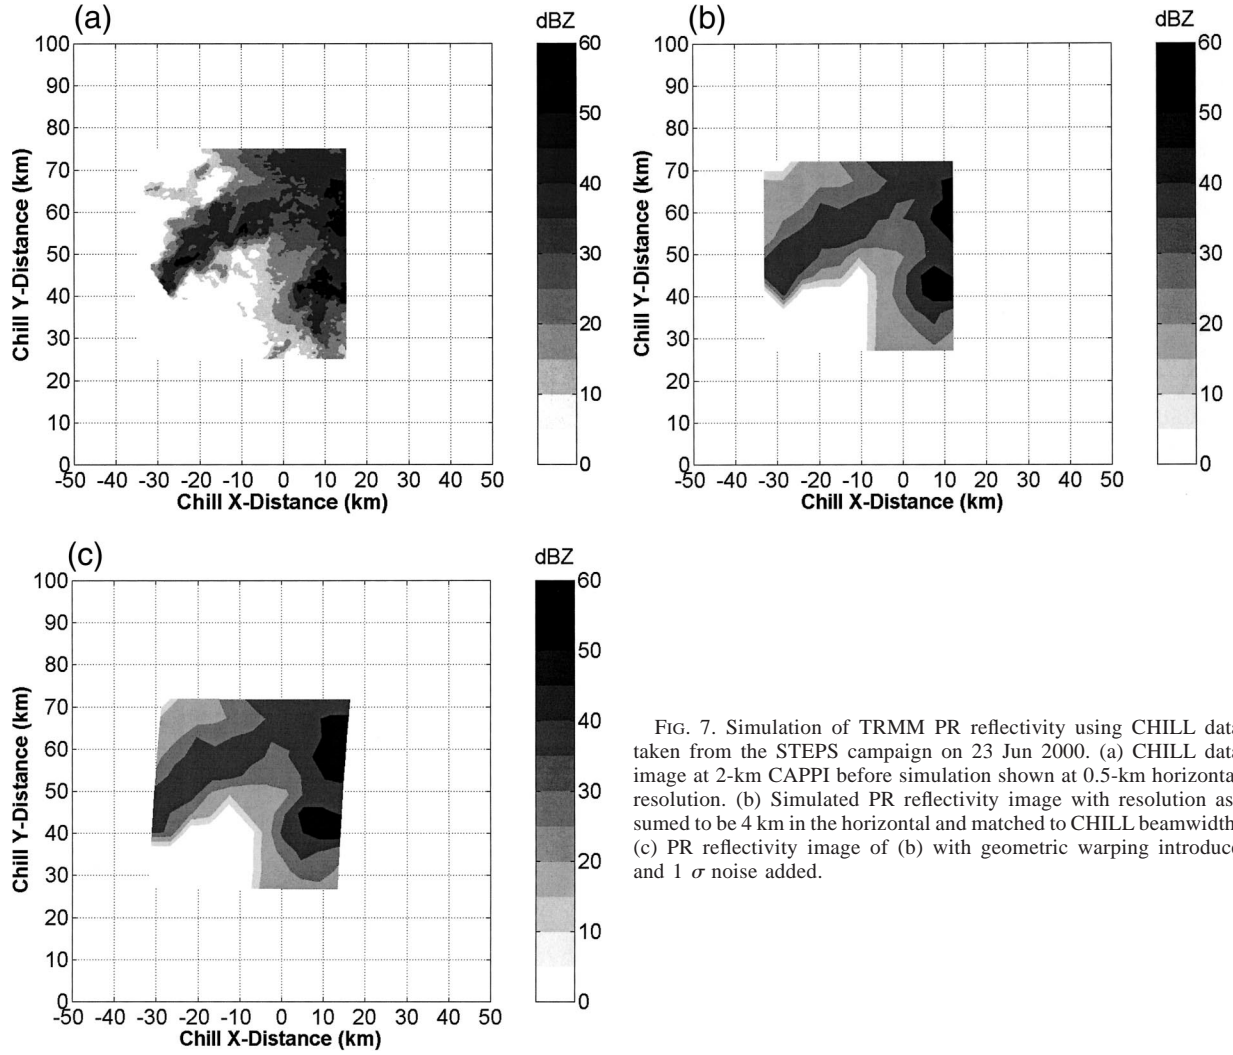 (a)
dBZ
100
90
80
70
60
50
40
30
20
10
0
-50 -40 -30 -20 -10 0 10 20 30 40 50
Chill X-Distance (km)
Chill Y-Distance (km)
60
50
40
30
20
10
0
(b)
dBZ
100
90
80
70
60
50
40
30
20
10
0
-50 -40 -30 -20 -10 0 10 20 30 40 50
Chill X-Distance (km)
Chill Y-Distance (km)
60
50
40
30
20
10
0
(c)
dBZ
100
90
80
70
60
50
40
30
20
10
0
-50 -40 -30 -20 -10 0 10 20 30 40 50
Chill X-Distance (km)
Chill Y-Distance (km)
60
50
40
30
20
10
0
FIG. 7. Simulation of TRMM PR reflectivity using CHILL data
taken from the STEPS campaign on 23 Jun 2000. (a) CHILL data
image at 2-km CAPPI before simulation shown at 0.5-km horizonta
resolution. (b) Simulated PR reflectivity image with resolution as
sumed to be 4 km in the horizontal and matched to CHILL beamwidth
(c) PR reflectivity image of (b) with geometric warping introduce
and 1 σ noise added.